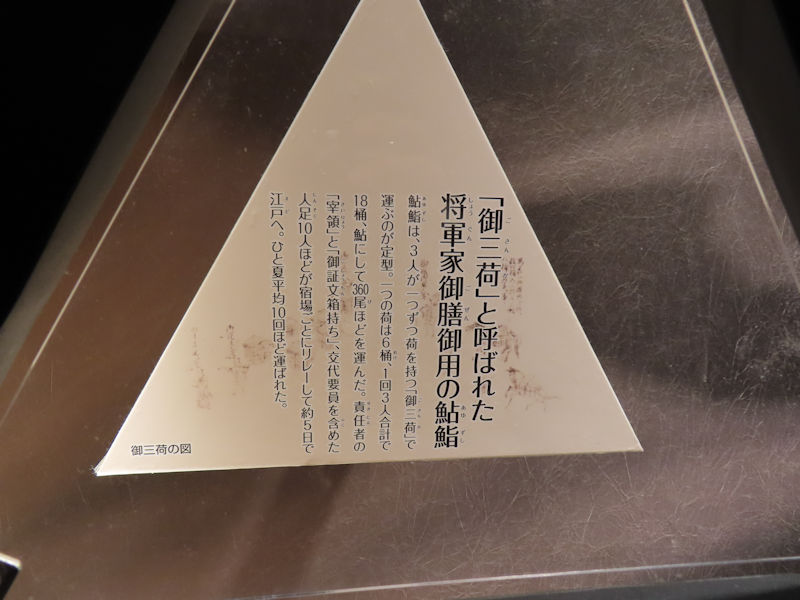 「御三荷」と呼ばれた
将軍家御膳御用の鮎鮨
鮎鮨は、3人が一つずつ荷を持つ「御三荷」で
運ぶのが定型。一つの荷は6桶、1回3人合計で
18桶、鮎にして360尾ほどを運んだ。責任者の
「宰領」と「御証文箱持ち」、交代要員を含めた
人足10人ほどが宿場ごとにリレーして約5日で
江戸へ。ひと夏平均10回ほど運ばれた。
御三荷の図